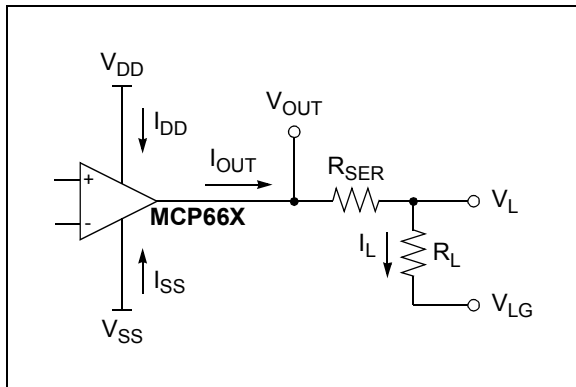 V_DD
I_DD
V_OUT
I_OUT
R_SER
+
-
MCP66X
V_L
I_L
R_L
I_SS
V_LG
V_SS